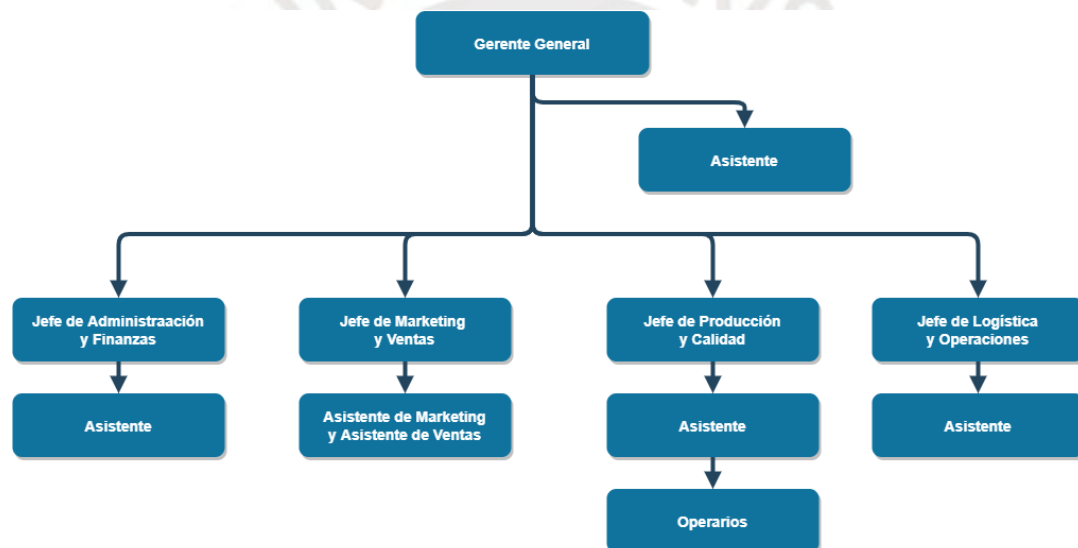 Gerente General
Asistente
Jefe de Administraación
y Finanzas
Jefe de Marketing
y Ventas
Jefe de Producción
y Calidad
Jefe de Logística
y Operaciones
Asistente
Asistente de Marketing
y Asistente de Ventas
Asistente
Asistente
Operarios